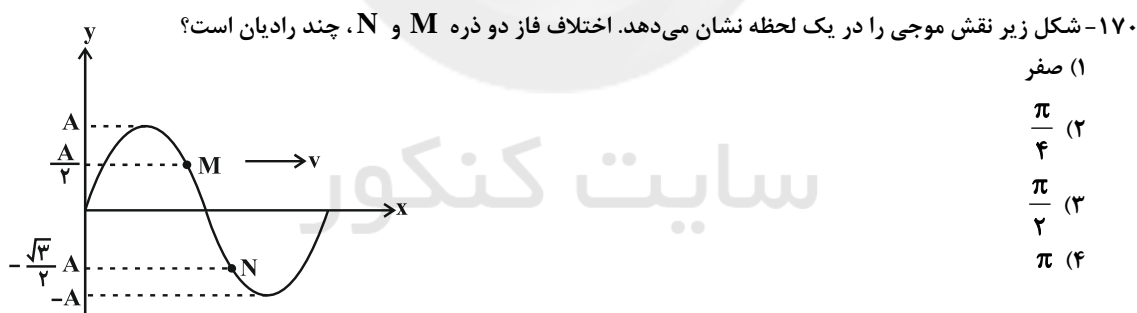 ۱۷۰- شکل زیر نقش موجی را در یک لحظه نشان می‌دهد. اختلاف فاز دو ذره M و N، چند رادیان است؟
۱) صفر
۲) π/۴
۳) π/۲
۴) π
y
A
A/۲
M
v
x
-√۳/۲ A
N
-A
سایت کنکور